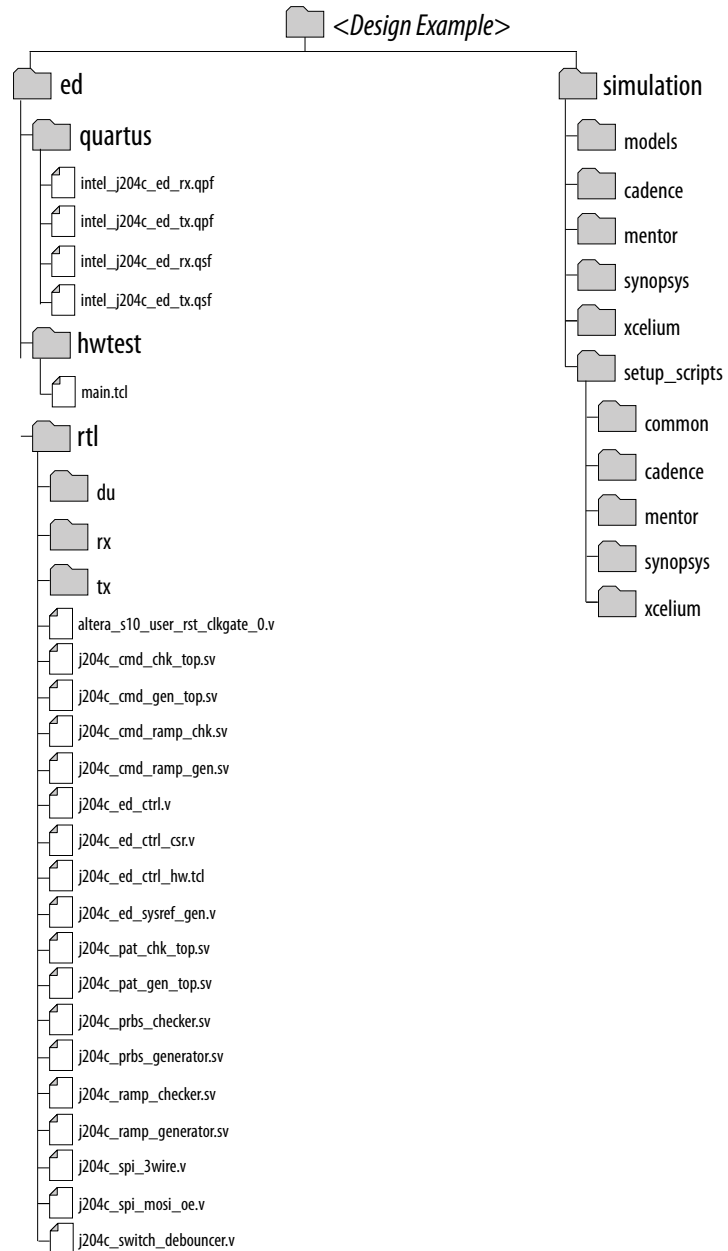 <Design Example>
ed
quartus
intel_j204c_ed_rx.qpf
intel_j204c_ed_tx.qpf
intel_j204c_ed_rx.qsf
intel_j204c_ed_tx.qsf
hwtest
main.tcl
rtl
du
rx
tx
altera_s10_user_rst_clkgate_0.v
j204c_cmd_chk_top.sv
j204c_cmd_gen_top.sv
j204c_cmd_ramp_chk.sv
j204c_cmd_ramp_gen.sv
j204c_ed_ctrl.v
j204c_ed_ctrl_csr.v
j204c_ed_ctrl_hw.tcl
j204c_ed_sysref_gen.v
j204c_pat_chk_top.sv
j204c_pat_gen_top.sv
j204c_prbs_checker.sv
j204c_prbs_generator.sv
j204c_ramp_checker.sv
j204c_ramp_generator.sv
j204c_spi_3wire.v
j204c_spi_mosi_oe.v
j204c_switch_debouncer.v
simulation
models
cadence
mentor
synopsys
xcelium
setup_scripts
common
cadence
mentor
synopsys
xcelium